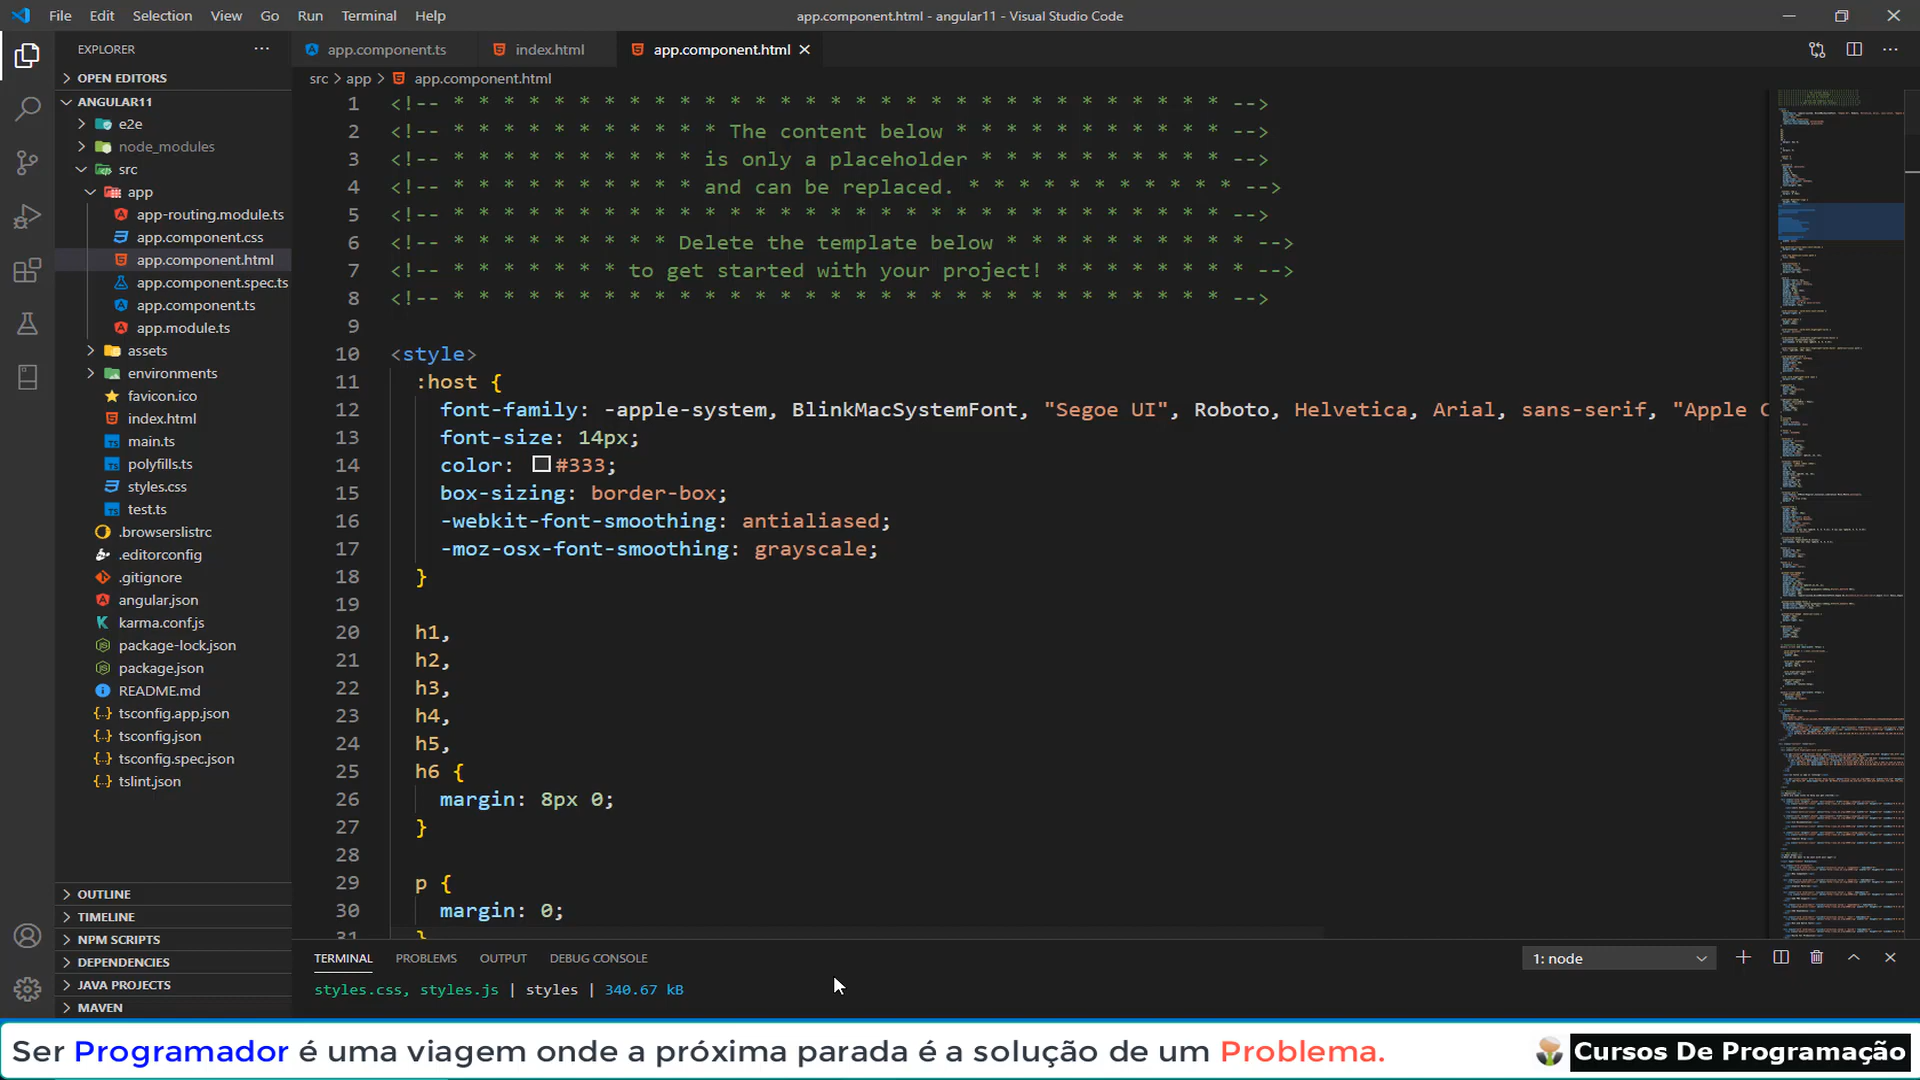 File Edit Selection View Go Run Terminal Help
app.component.html - angular11 - Visual Studio Code
EXPLORER
OPEN EDITORS
ANGULAR11
e2e
node_modules
src
app
app-routing.module.ts
app.component.css
app.component.html
app.component.spec.ts
app.component.ts
app.module.ts
assets
environments
favicon.ico
index.html
main.ts
polyfills.ts
styles.css
test.ts
.browserslistrc
.editorconfig
.gitignore
angular.json
karma.conf.js
package-lock.json
package.json
README.md
tsconfig.app.json
tsconfig.json
tsconfig.spec.json
tslint.json
OUTLINE
TIMELINE
NPM SCRIPTS
DEPENDENCIES
JAVA PROJECTS
MAVEN
app.component.ts index.html app.component.html
src > app > app.component.html
1 <!-- * * * * * * * * * * * * * * * * * * * * * * * * * * * * * * * -->
2 <!-- * * * * * * * * * * * The content below * * * * * * * * * * * -->
3 <!-- * * * * * * * * * * is only a placeholder * * * * * * * * * * -->
4 <!-- * * * * * * * * * * and can be replaced. * * * * * * * * * * * -->
5 <!-- * * * * * * * * * * * * * * * * * * * * * * * * * * * * * * * -->
6 <!-- * * * * * * * * * Delete the template below * * * * * * * * * * -->
7 <!-- * * * * * * * to get started with your project! * * * * * * * * -->
8 <!-- * * * * * * * * * * * * * * * * * * * * * * * * * * * * * * * -->
9
10 <style>
11 :host {
12 font-family: -apple-system, BlinkMacSystemFont, "Segoe UI", Roboto, Helvetica, Arial, sans-serif, "Apple C
13 font-size: 14px;
14 color: #333;
15 box-sizing: border-box;
16 -webkit-font-smoothing: antialiased;
17 -moz-osx-font-smoothing: grayscale;
18 }
19
20 h1,
21 h2,
22 h3,
23 h4,
24 h5,
25 h6 {
26 margin: 8px 0;
27 }
28
29 p {
30 margin: 0;
31 }
TERMINAL PROBLEMS OUTPUT DEBUG CONSOLE
1: node
styles.css, styles.js | styles | 340.67 kB
Ser Programador é uma viagem onde a próxima parada é a solução de um Problema.
Cursos De Programação